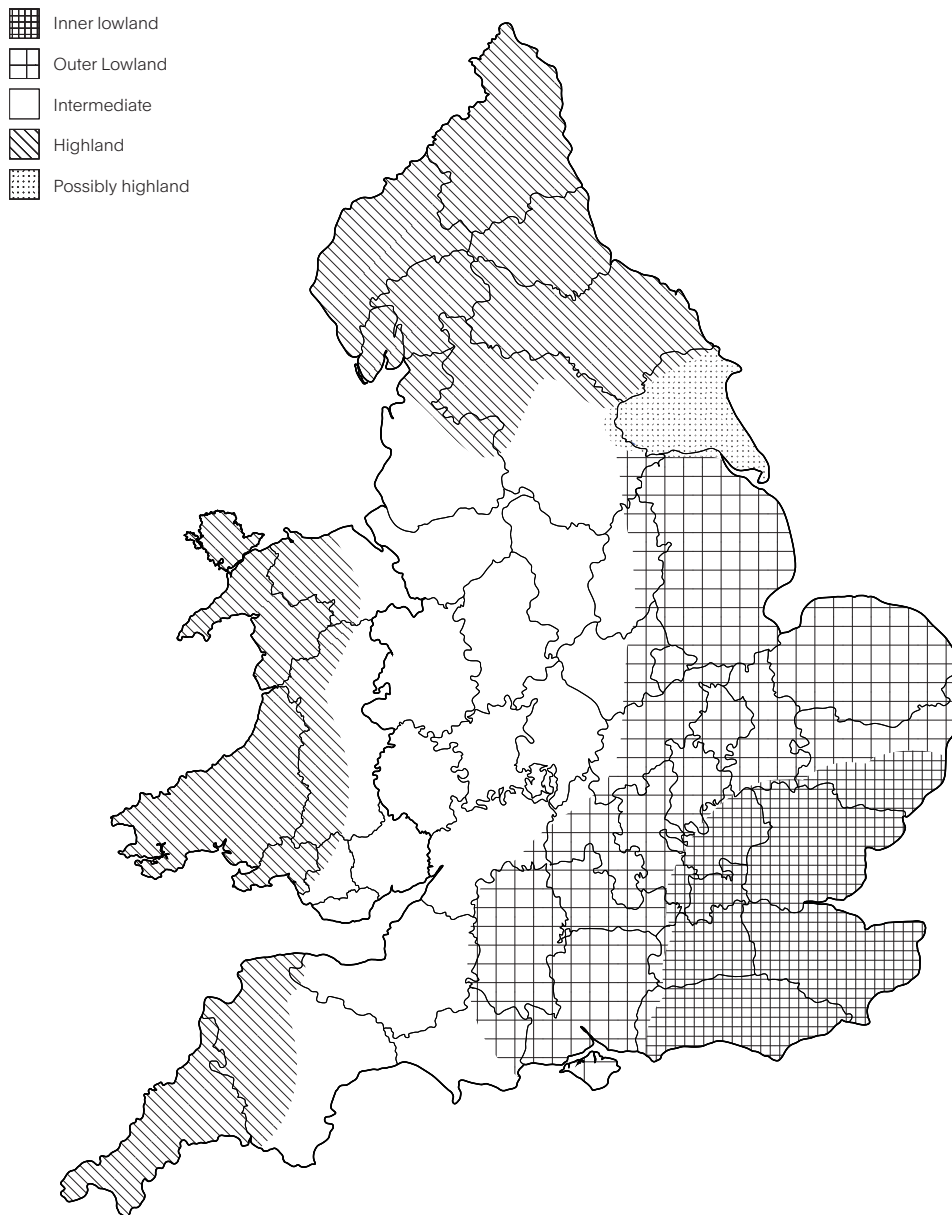 Inner lowland
Outer Lowland
Intermediate
Highland
Possibly highland